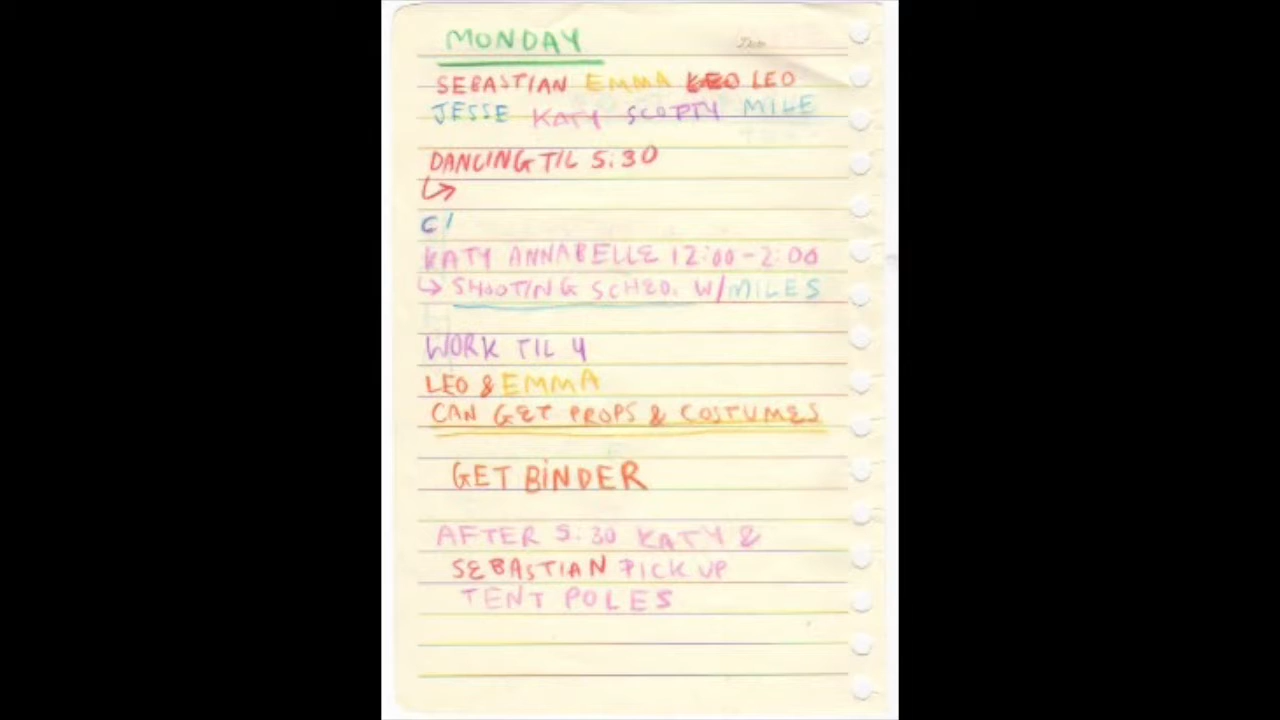 MONDAY
SEBASTIAN EMMA LEO
JESSE KATY SCOTTY MILE
DANCING TIL 5:30
↳
C/
KATY ANNABELLE 12:00-2:00
↳ SHOOTING SCHED. W/MILES
WORK TIL 4
LEO & EMMA
CAN GET PROPS & COSTUMES
GET BINDER
AFTER 5:30 KATY &
SEBASTIAN PICK UP
TENT POLES